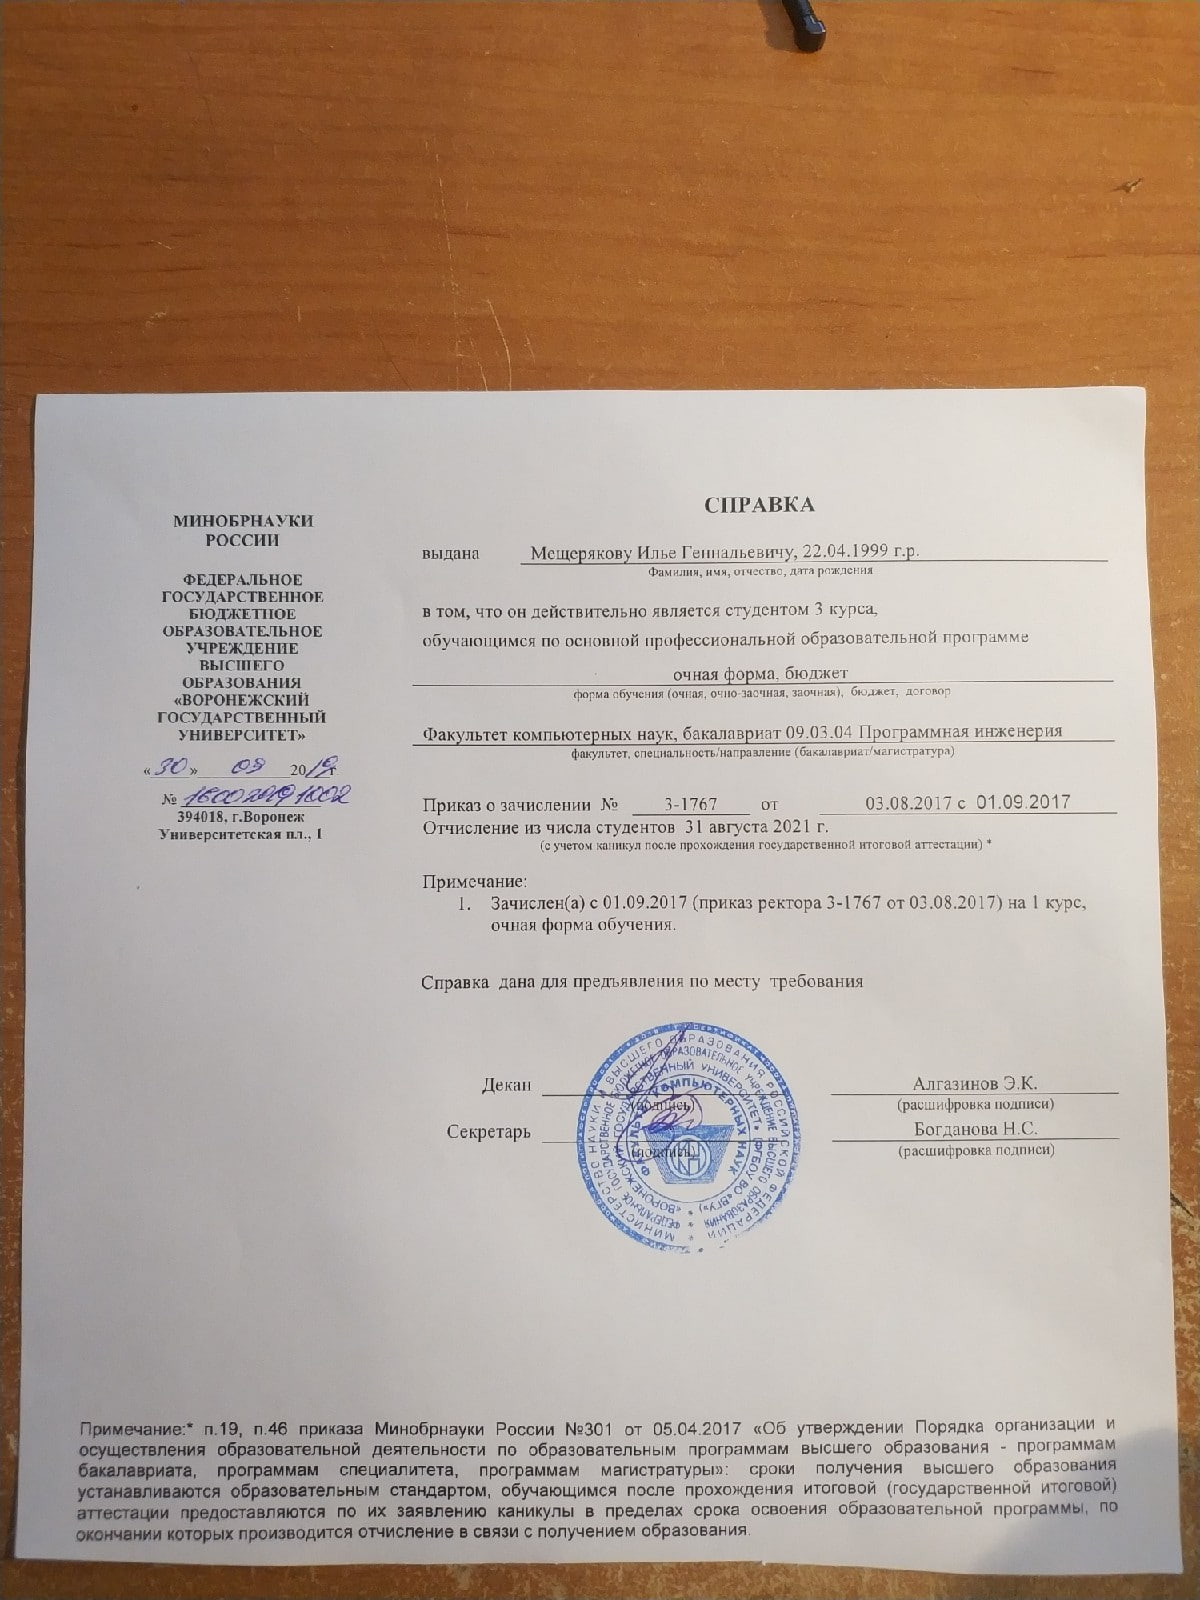 МИНОБРНАУКИ
РОССИИ
ФЕДЕРАЛЬНОЕ
ГОСУДАРСТВЕННОЕ
БЮДЖЕТНОЕ
ОБРАЗОВАТЕЛЬНОЕ
УЧРЕЖДЕНИЕ
ВЫСШЕГО
ОБРАЗОВАНИЯ
«ВОРОНЕЖСКИЙ
ГОСУДАРСТВЕННЫЙ
УНИВЕРСИТЕТ»
«30» 09 2019 г
№
394018, г.Воронеж
Университетская пл., 1
СПРАВКА
выдана Мещерякову Илье Геннальевичу, 22.04.1999 г.р.
Фамилия, имя, отчество, дата рождения
в том, что он действительно является студентом 3 курса,
обучающимся по основной профессиональной образовательной программе
очная форма, бюджет
форма обучения (очная, очно-заочная, заочная), бюджет, договор
Факультет компьютерных наук, бакалавриат 09.03.04 Программная инженерия
факультет, специальность/направление (бакалавриат/магистратура)
Приказ о зачислении № 3-1767 от 03.08.2017 с 01.09.2017
Отчисление из числа студентов 31 августа 2021 г.
(с учетом каникул после прохождения государственной итоговой аттестации) *
Примечание:
1. Зачислен(а) с 01.09.2017 (приказ ректора 3-1767 от 03.08.2017) на 1 курс,
очная форма обучения.
Справка дана для предъявления по месту требования
Декан Алгазинов Э.К.
(подпись) (расшифровка подписи)
Секретарь Богданова Н.С.
(подпись) (расшифровка подписи)
МИНИСТЕРСТВО НАУКИ И ВЫСШЕГО ОБРАЗОВАНИЯ РОССИЙСКОЙ ФЕДЕРАЦИИ
ФЕДЕРАЛЬНОЕ ГОСУДАРСТВЕННОЕ БЮДЖЕТНОЕ ОБРАЗОВАТЕЛЬНОЕ УЧРЕЖДЕНИЕ ВЫСШЕГО ОБРАЗОВАНИЯ
«ВОРОНЕЖСКИЙ ГОСУДАРСТВЕННЫЙ УНИВЕРСИТЕТ» (ФГБОУ ВО «ВГУ»)
ФАКУЛЬТЕТ КОМПЬЮТЕРНЫХ НАУК
Примечание:* п.19, п.46 приказа Минобрнауки России №301 от 05.04.2017 «Об утверждении Порядка организации и
осуществления образовательной деятельности по образовательным программам высшего образования - программам
бакалавриата, программам специалитета, программам магистратуры»: сроки получения высшего образования
устанавливаются образовательным стандартом, обучающимся после прохождения итоговой (государственной итоговой)
аттестации предоставляются по их заявлению каникулы в пределах срока освоения образовательной программы, по
окончании которых производится отчисление в связи с получением образования.